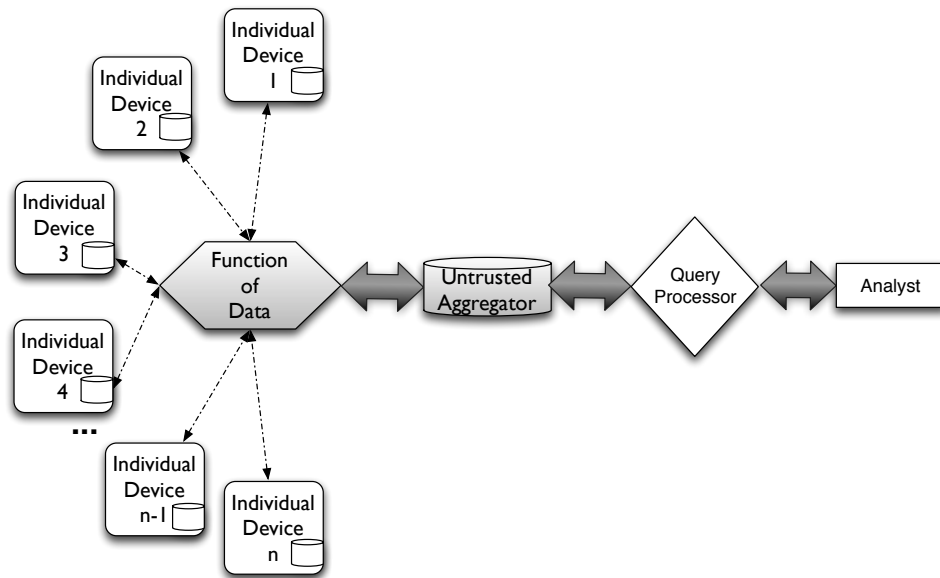 Individual
Device
1
Individual
Device
2
Individual
Device
3
Individual
Device
4
...
Individual
Device
n-1
Individual
Device
n
Function
of
Data
Untrusted
Aggregator
Query
Processor
Analyst